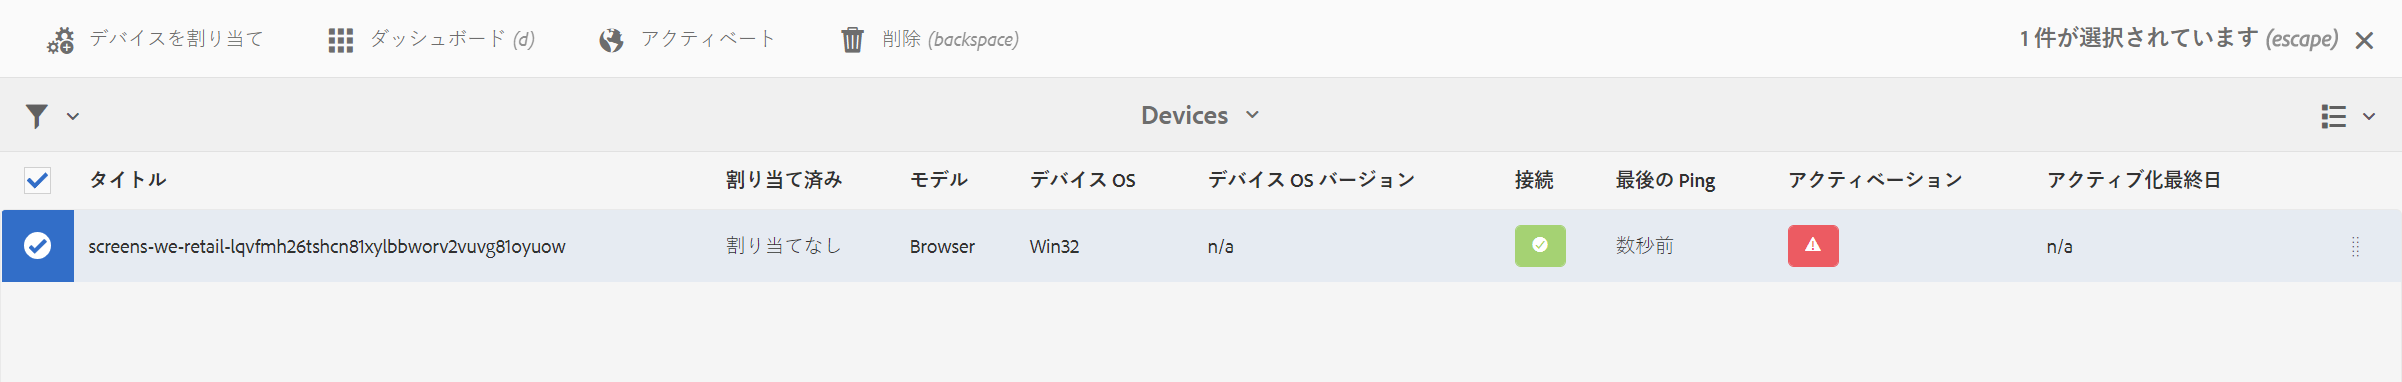 デバイスを割り当て ダッシュボード (d) アクティベート 削除 (backspace) 1 件が選択されています (escape)
Devices
タイトル 割り当て済み モデル デバイス OS デバイス OS バージョン 接続 最後の Ping アクティベーション アクティブ化最終日
screens-we-retail-lqvfmh26tshcn81xylbbworv2vuvg81oyuow 割り当てなし Browser Win32 n/a 数秒前 n/a